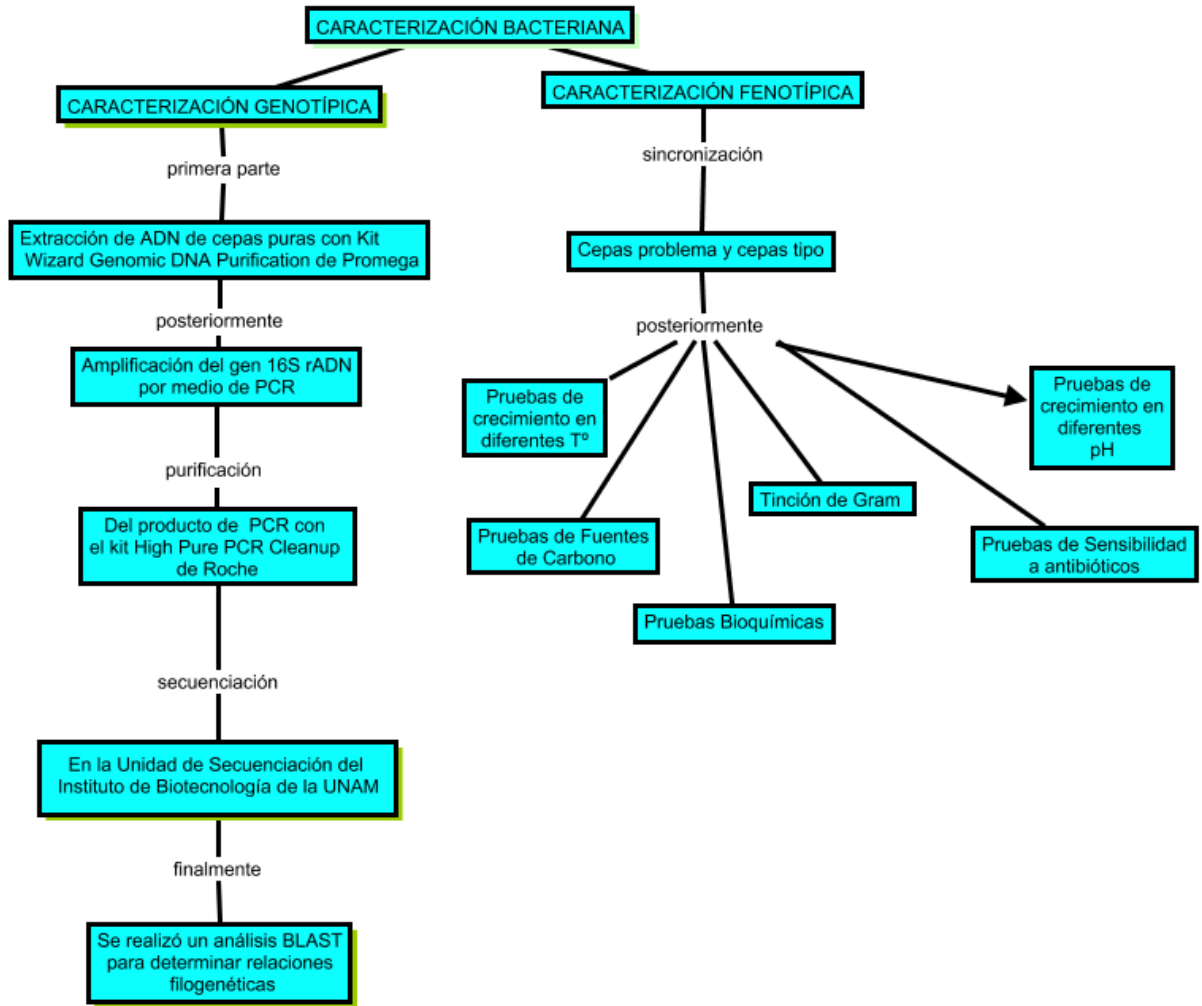 CARACTERIZACIÓN BACTERIANA
CARACTERIZACIÓN GENOTÍPICA
primera parte
Extracción de ADN de cepas puras con Kit
Wizard Genomic DNA Purification de Promega
posteriormente
Amplificación del gen 16S rADN
por medio de PCR
purificación
Del producto de PCR con
el kit High Pure PCR Cleanup
de Roche
secuenciación
En la Unidad de Secuenciación del
Instituto de Biotecnología de la UNAM
finalmente
Se realizó un análisis BLAST
para determinar relaciones
filogenéticas
CARACTERIZACIÓN FENOTÍPICA
sincronización
Cepas problema y cepas tipo
posteriormente
Pruebas de
crecimiento en
diferentes Tº
Pruebas de Fuentes
de Carbono
Pruebas Bioquímicas
Tinción de Gram
Pruebas de Sensibilidad
a antibióticos
Pruebas de
crecimiento en
diferentes
pH